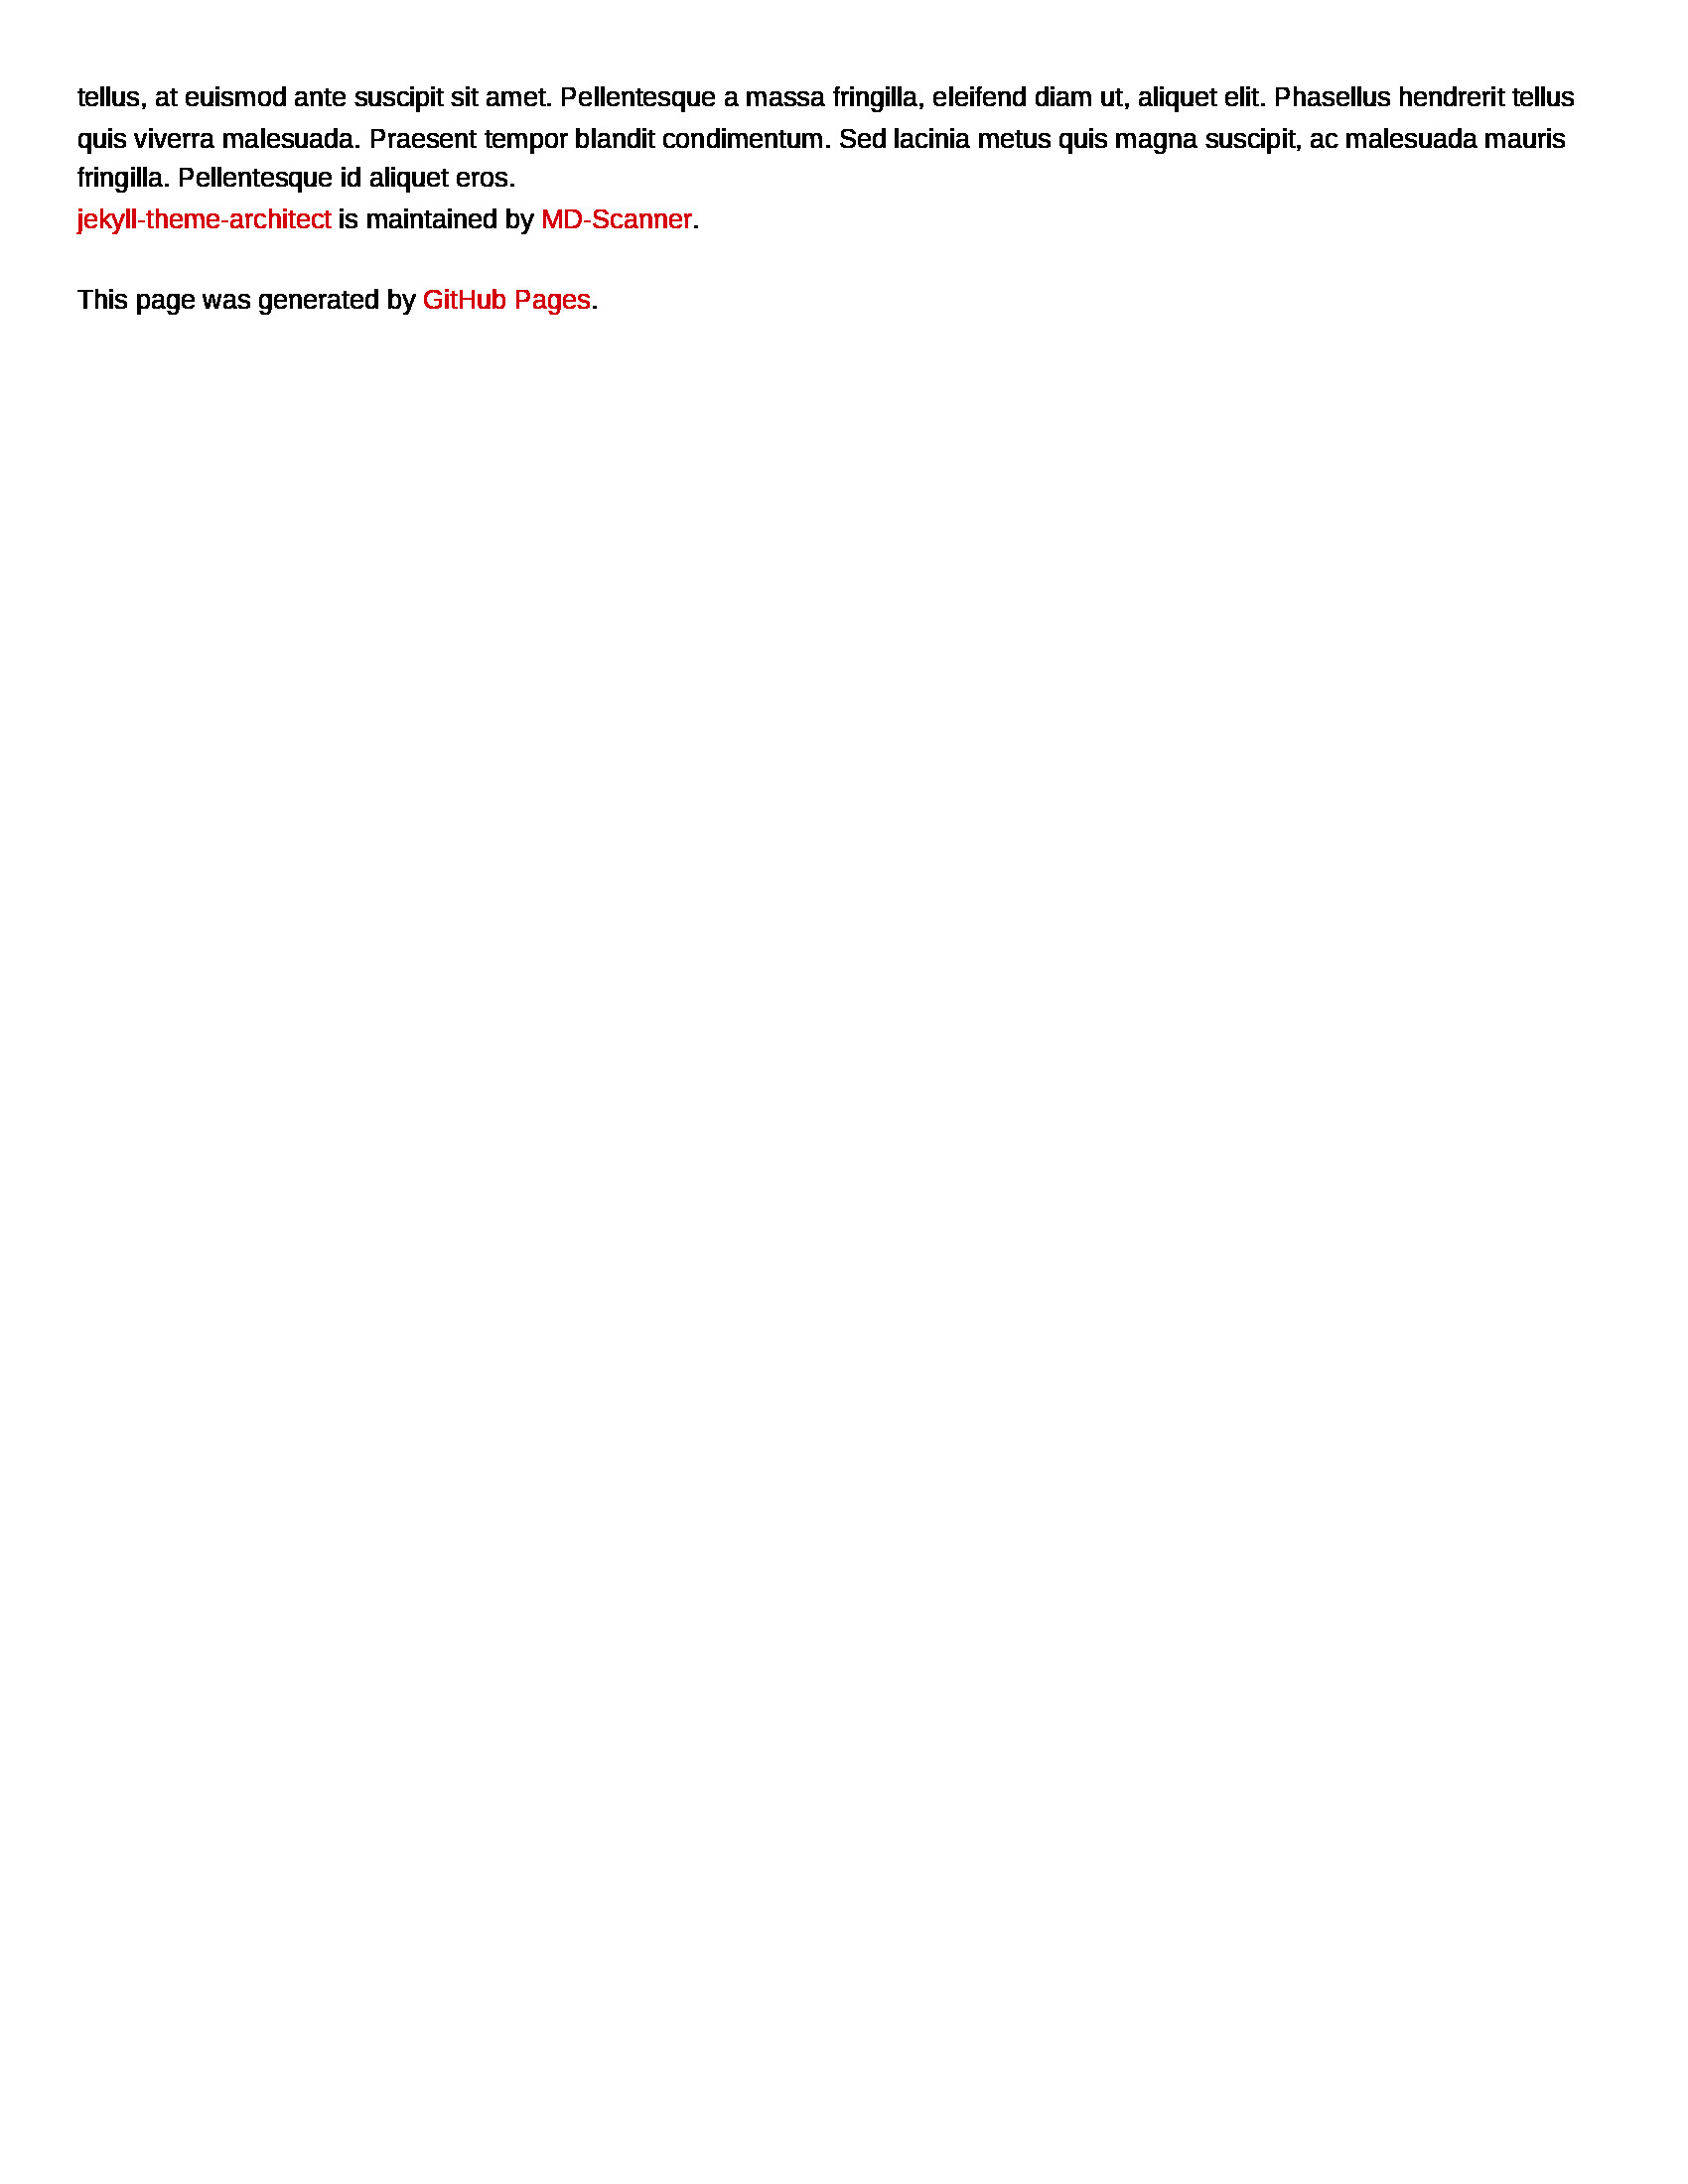 tellus, at euismod ante suscipit sit amet. Pellentesque a massa fringilla, eleifend diam ut, aliquet elit. Phasellus hendrerit tellus
quis viverra malesuada. Praesent tempor blandit condimentum. Sed lacinia metus quis magna suscipit, ac malesuada mauris
fringilla. Pellentesque id aliquet eros.
jekyll-theme-architect is maintained by MD-Scanner.
This page was generated by GitHub Pages.